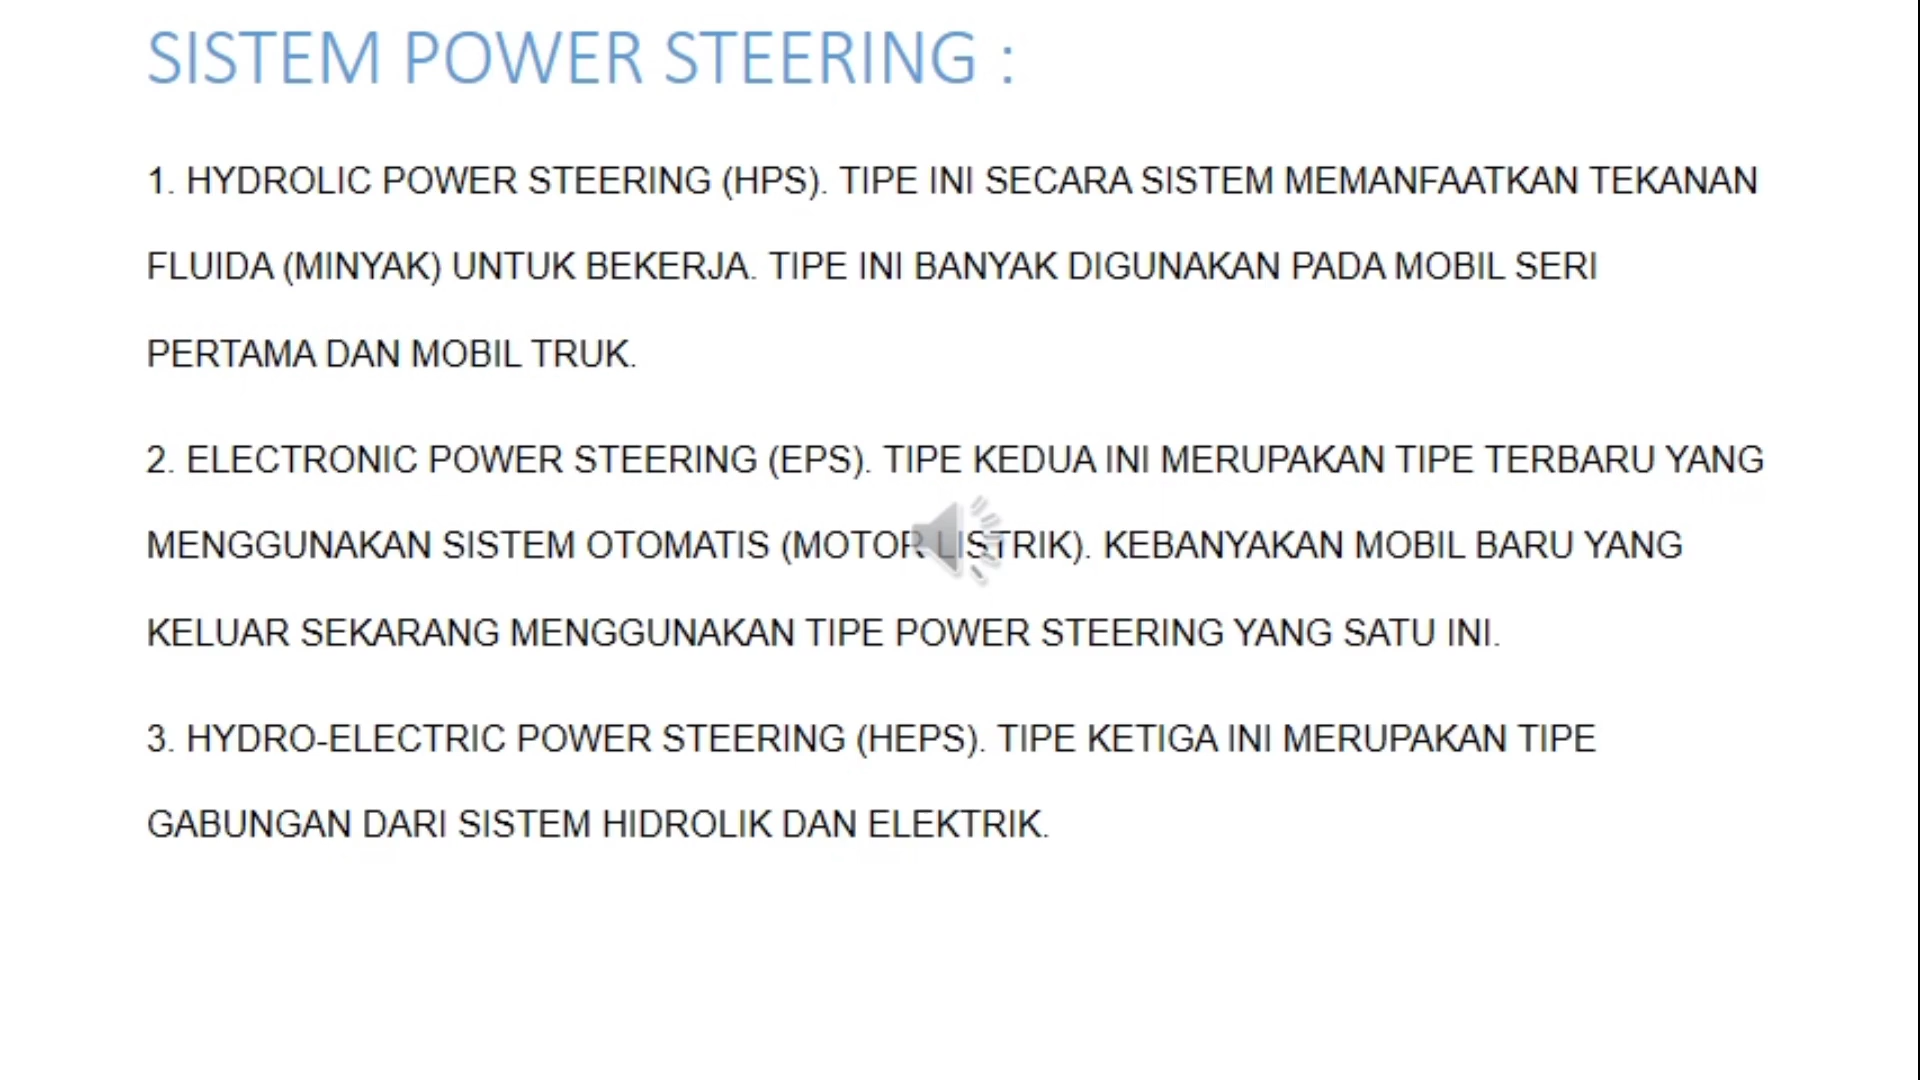 SISTEM POWER STEERING :
1. HYDROLIC POWER STEERING (HPS). TIPE INI SECARA SISTEM MEMANFAATKAN TEKANAN
FLUIDA (MINYAK) UNTUK BEKERJA. TIPE INI BANYAK DIGUNAKAN PADA MOBIL SERI
PERTAMA DAN MOBIL TRUK.
2. ELECTRONIC POWER STEERING (EPS). TIPE KEDUA INI MERUPAKAN TIPE TERBARU YANG
MENGGUNAKAN SISTEM OTOMATIS (MOTOR LISTRIK). KEBANYAKAN MOBIL BARU YANG
KELUAR SEKARANG MENGGUNAKAN TIPE POWER STEERING YANG SATU INI.
3. HYDRO-ELECTRIC POWER STEERING (HEPS). TIPE KETIGA INI MERUPAKAN TIPE
GABUNGAN DARI SISTEM HIDROLIK DAN ELEKTRIK.